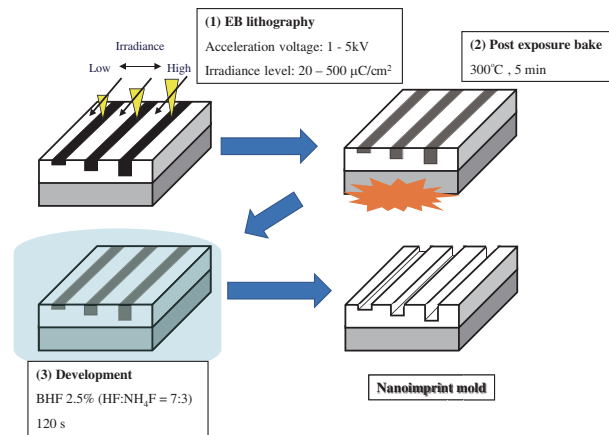 (1) EB lithography
Acceleration voltage: 1 - 5kV
Irradiance level: 20 – 500 μC/cm²
Irradiance
Low
High
(2) Post exposure bake
300℃ , 5 min
(3) Development
BHF 2.5% (HF:NH₄F = 7:3)
120 s
Nanoimprint mold